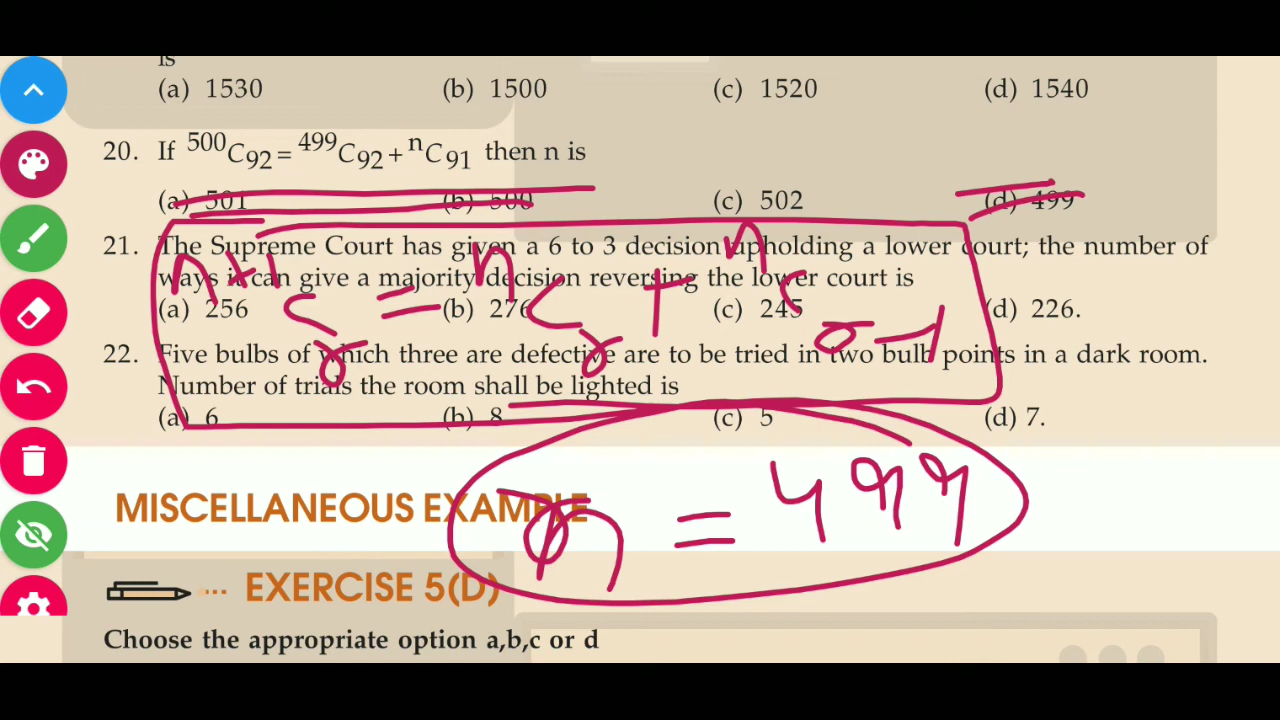 is
(a) 1530 (b) 1500 (c) 1520 (d) 1540
20. If ⁵⁰⁰C₉₂ = ⁴⁹⁹C₉₂ + ⁿC₉₁ then n is
(a) 501 (b) 500 (c) 502 (d) 499
21. The Supreme Court has given a 6 to 3 decision upholding a lower court; the number of
ways it can give a majority decision reversing the lower court is
(a) 256 (b) 276 (c) 245 (d) 226.
ⁿ⁺¹Cᵣ = ⁿCᵣ + ⁿCᵣ₋₁
22. Five bulbs of which three are defective are to be tried in two bulb points in a dark room.
Number of trials the room shall be lighted is
(a) 6 (b) 8 (c) 5 (d) 7.
MISCELLANEOUS EXAMPLE
n = 499
EXERCISE 5(D)
Choose the appropriate option a,b,c or d